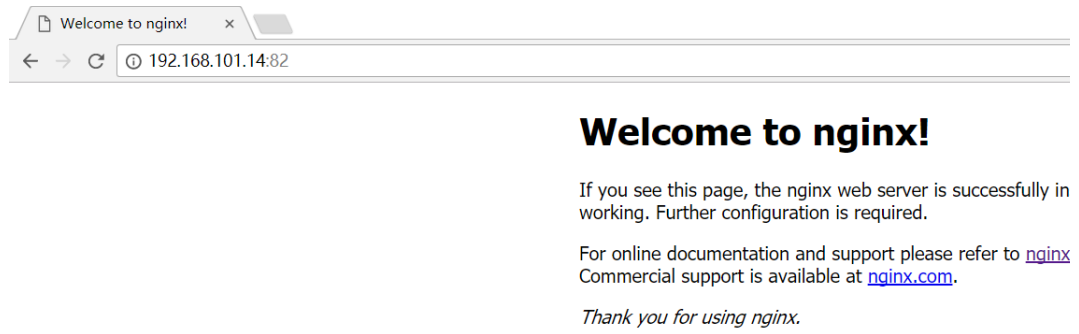 Welcome to nginx!
192.168.101.14:82
Welcome to nginx!
If you see this page, the nginx web server is successfully in
working. Further configuration is required.
For online documentation and support please refer to nginx
Commercial support is available at nginx.com.
Thank you for using nginx.